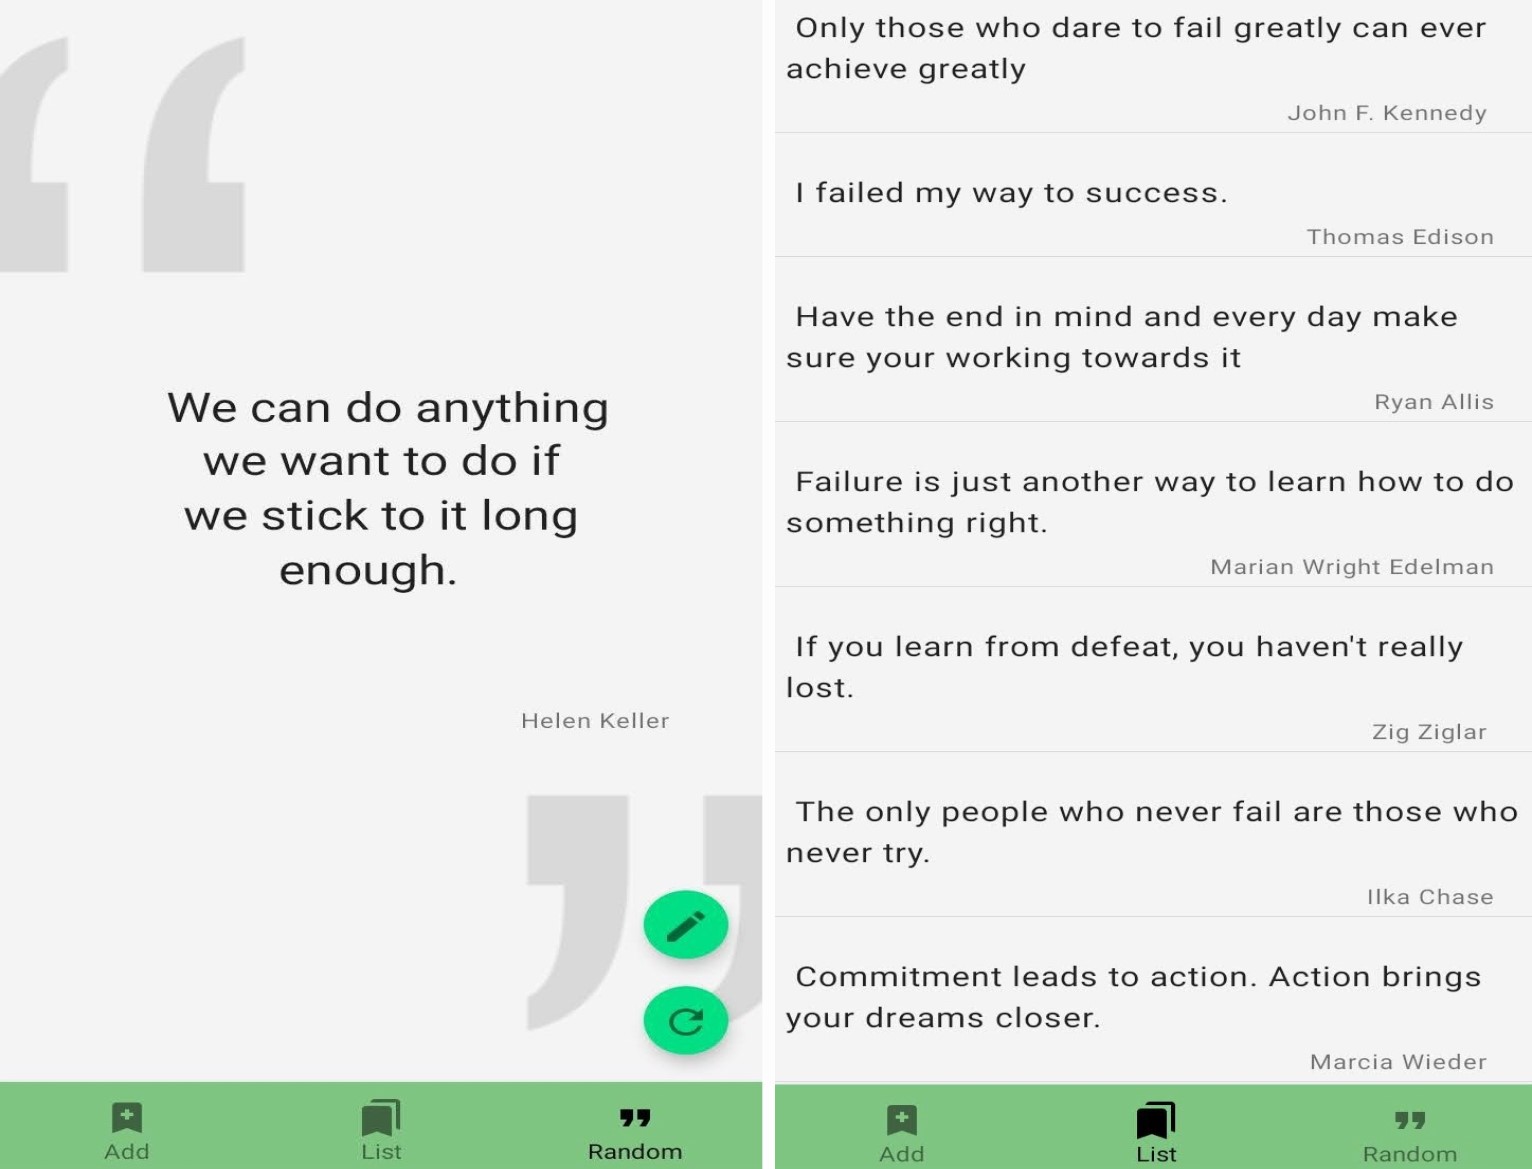 We can do anything
we want to do if
we stick to it long
enough.
Helen Keller
Add
List
Random
Only those who dare to fail greatly can ever
achieve greatly
John F. Kennedy
I failed my way to success.
Thomas Edison
Have the end in mind and every day make
sure your working towards it
Ryan Allis
Failure is just another way to learn how to do
something right.
Marian Wright Edelman
If you learn from defeat, you haven't really
lost.
Zig Ziglar
The only people who never fail are those who
never try.
Ilka Chase
Commitment leads to action. Action brings
your dreams closer.
Marcia Wieder
Add
List
Random